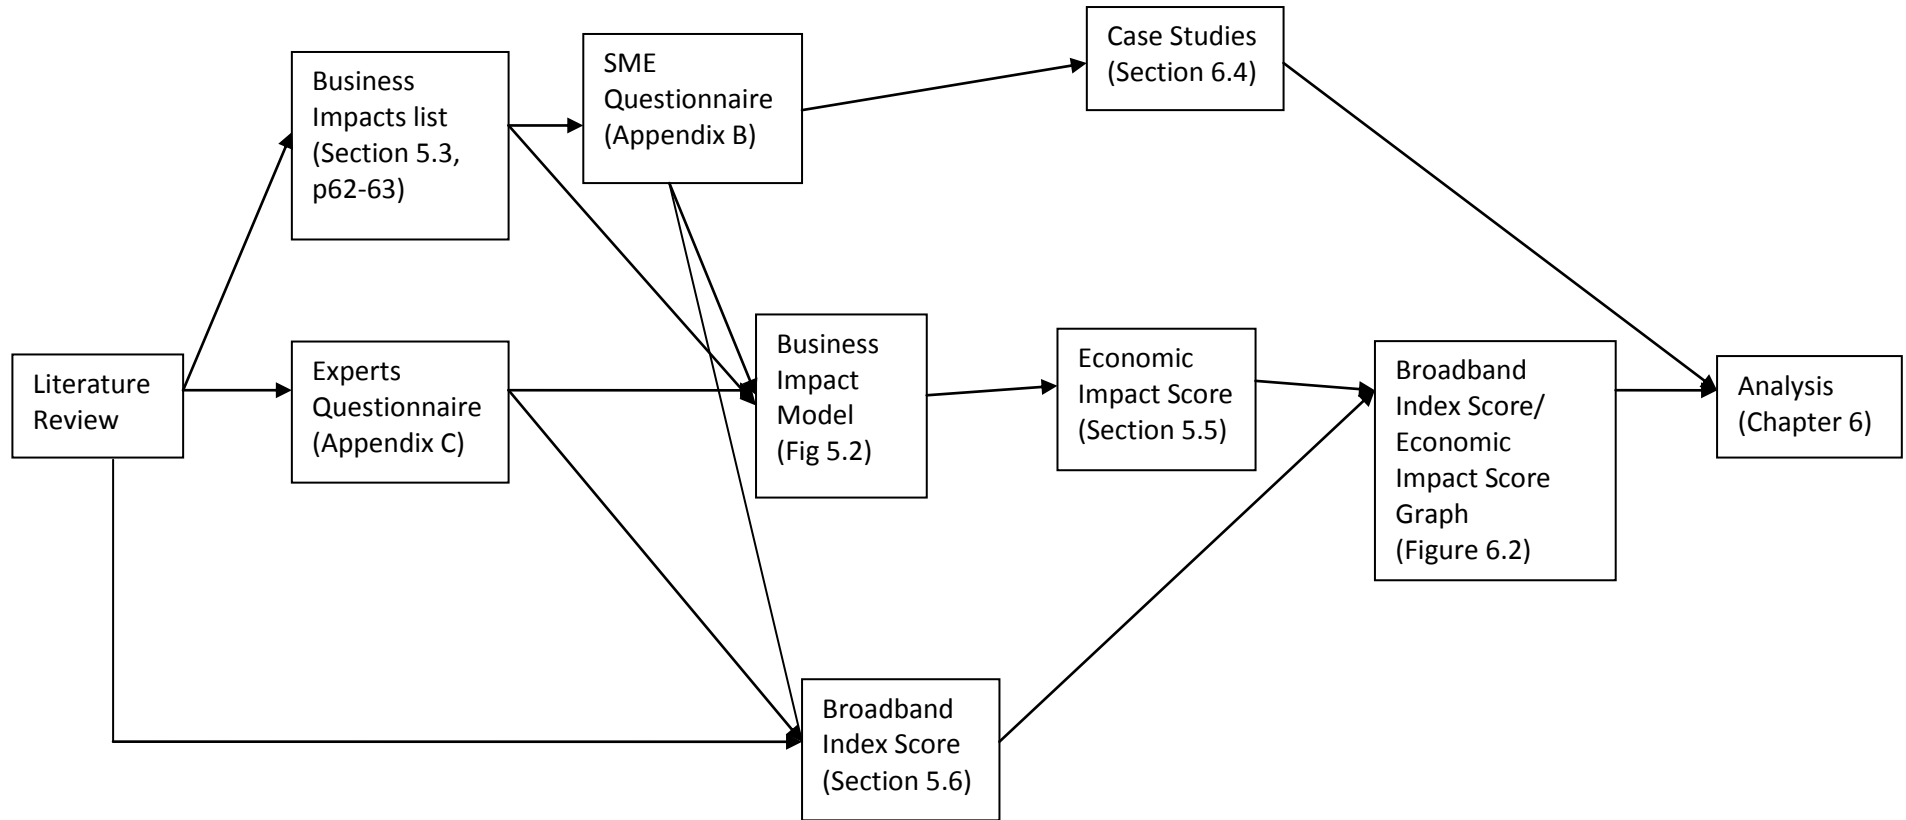 Case Studies
(Section 6.4)
SME
Questionnaire
(Appendix B)
Business
Impacts list
(Section 5.3,
p62-63)
Literature
Review
Experts
Questionnaire
(Appendix C)
Business
Impact
Model
(Fig 5.2)
Economic
Impact Score
(Section 5.5)
Broadband
Index Score/
Economic
Impact Score
Graph
(Figure 6.2)
Analysis
(Chapter 6)
Broadband
Index Score
(Section 5.6)